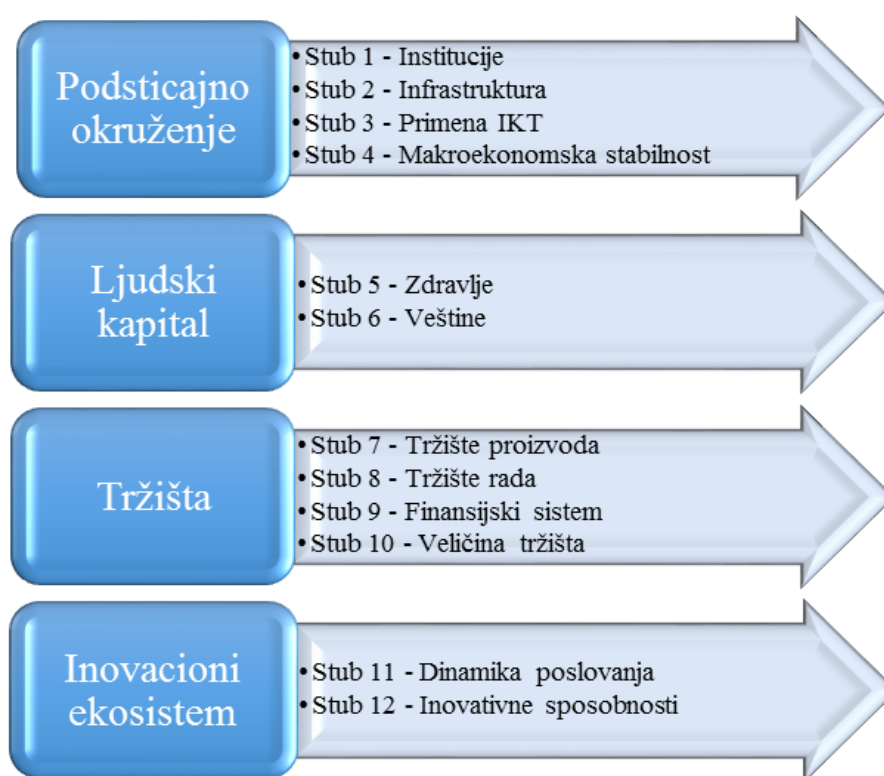 Podsticajno
okruženje
• Stub 1 - Institucije
• Stub 2 - Infrastruktura
• Stub 3 - Primena IKT
• Stub 4 - Makroekonomska stabilnost
Ljudski
kapital
• Stub 5 - Zdravlje
• Stub 6 - Veštine
Tržišta
• Stub 7 - Tržište proizvoda
• Stub 8 - Tržište rada
• Stub 9 - Finansijski sistem
• Stub 10 - Veličina tržišta
Inovacioni
ekosistem
• Stub 11 - Dinamika poslovanja
• Stub 12 - Inovativne sposobnosti